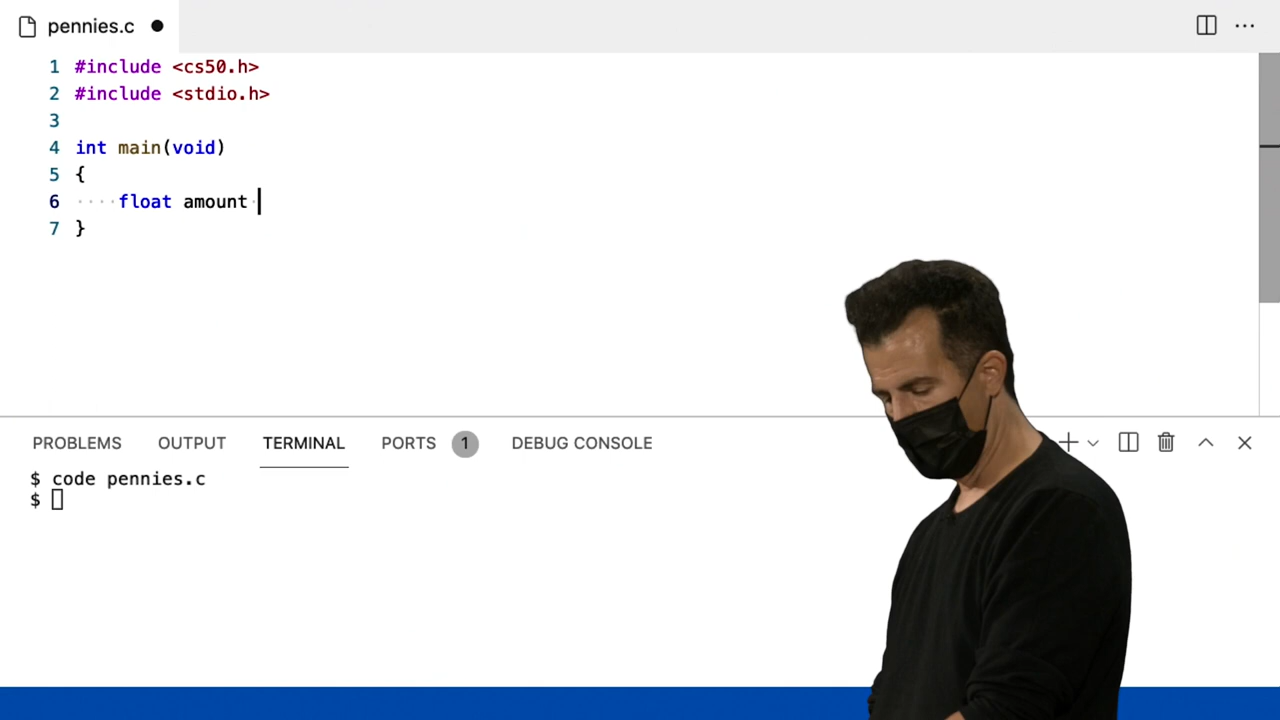 pennies.c
1 #include <cs50.h>
2 #include <stdio.h>
3
4 int main(void)
5 {
6 float amount
7 }
PROBLEMS OUTPUT TERMINAL PORTS 1 DEBUG CONSOLE
$ code pennies.c
$